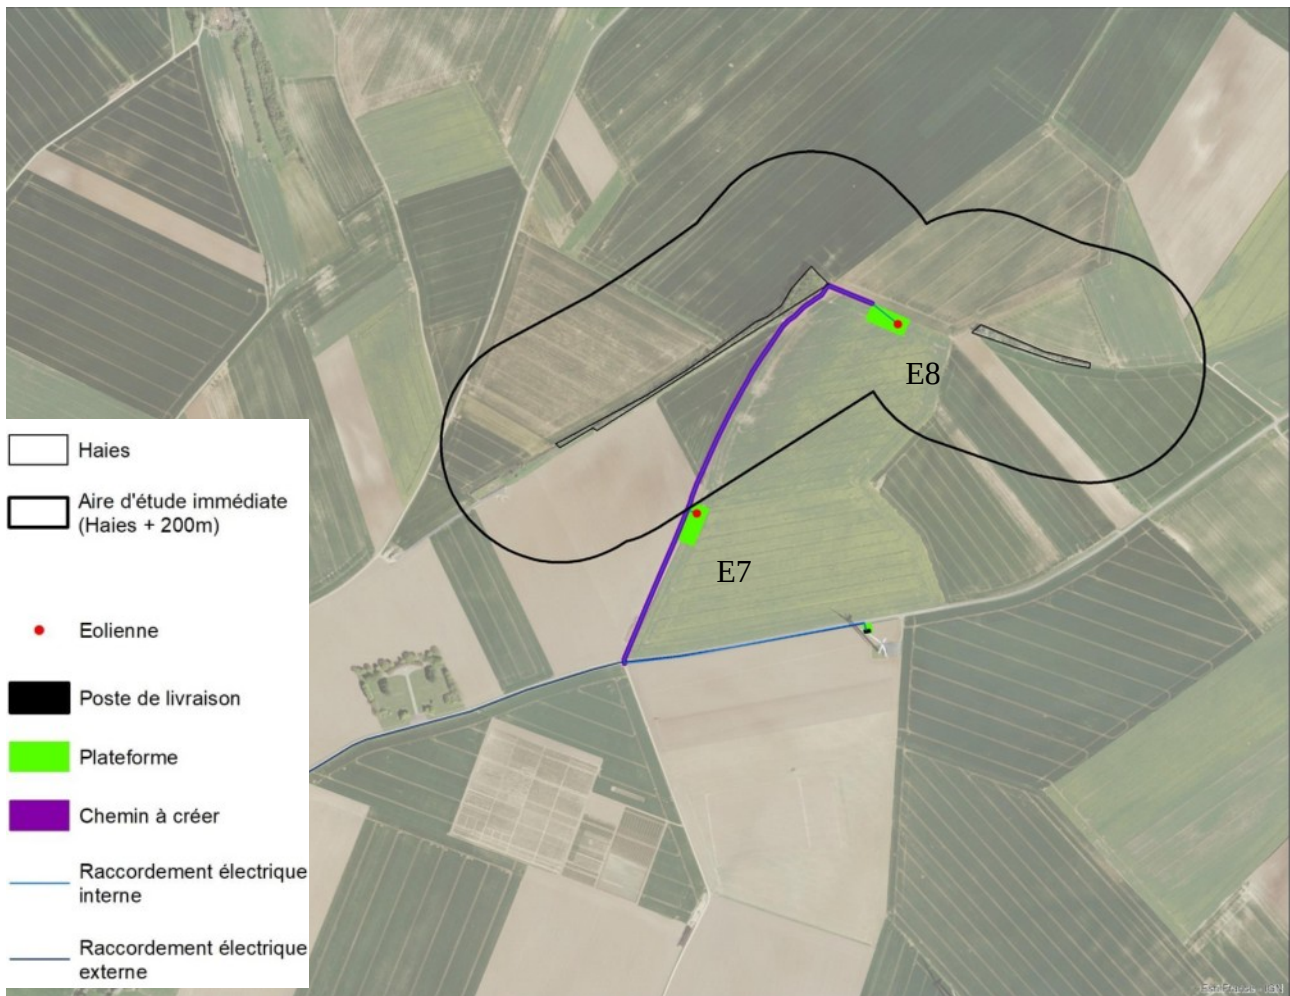 E8
E7
Haies
Aire d'étude immédiate
(Haies + 200m)
Eolienne
Poste de livraison
Plateforme
Chemin à créer
Raccordement électrique
interne
Raccordement électrique
externe